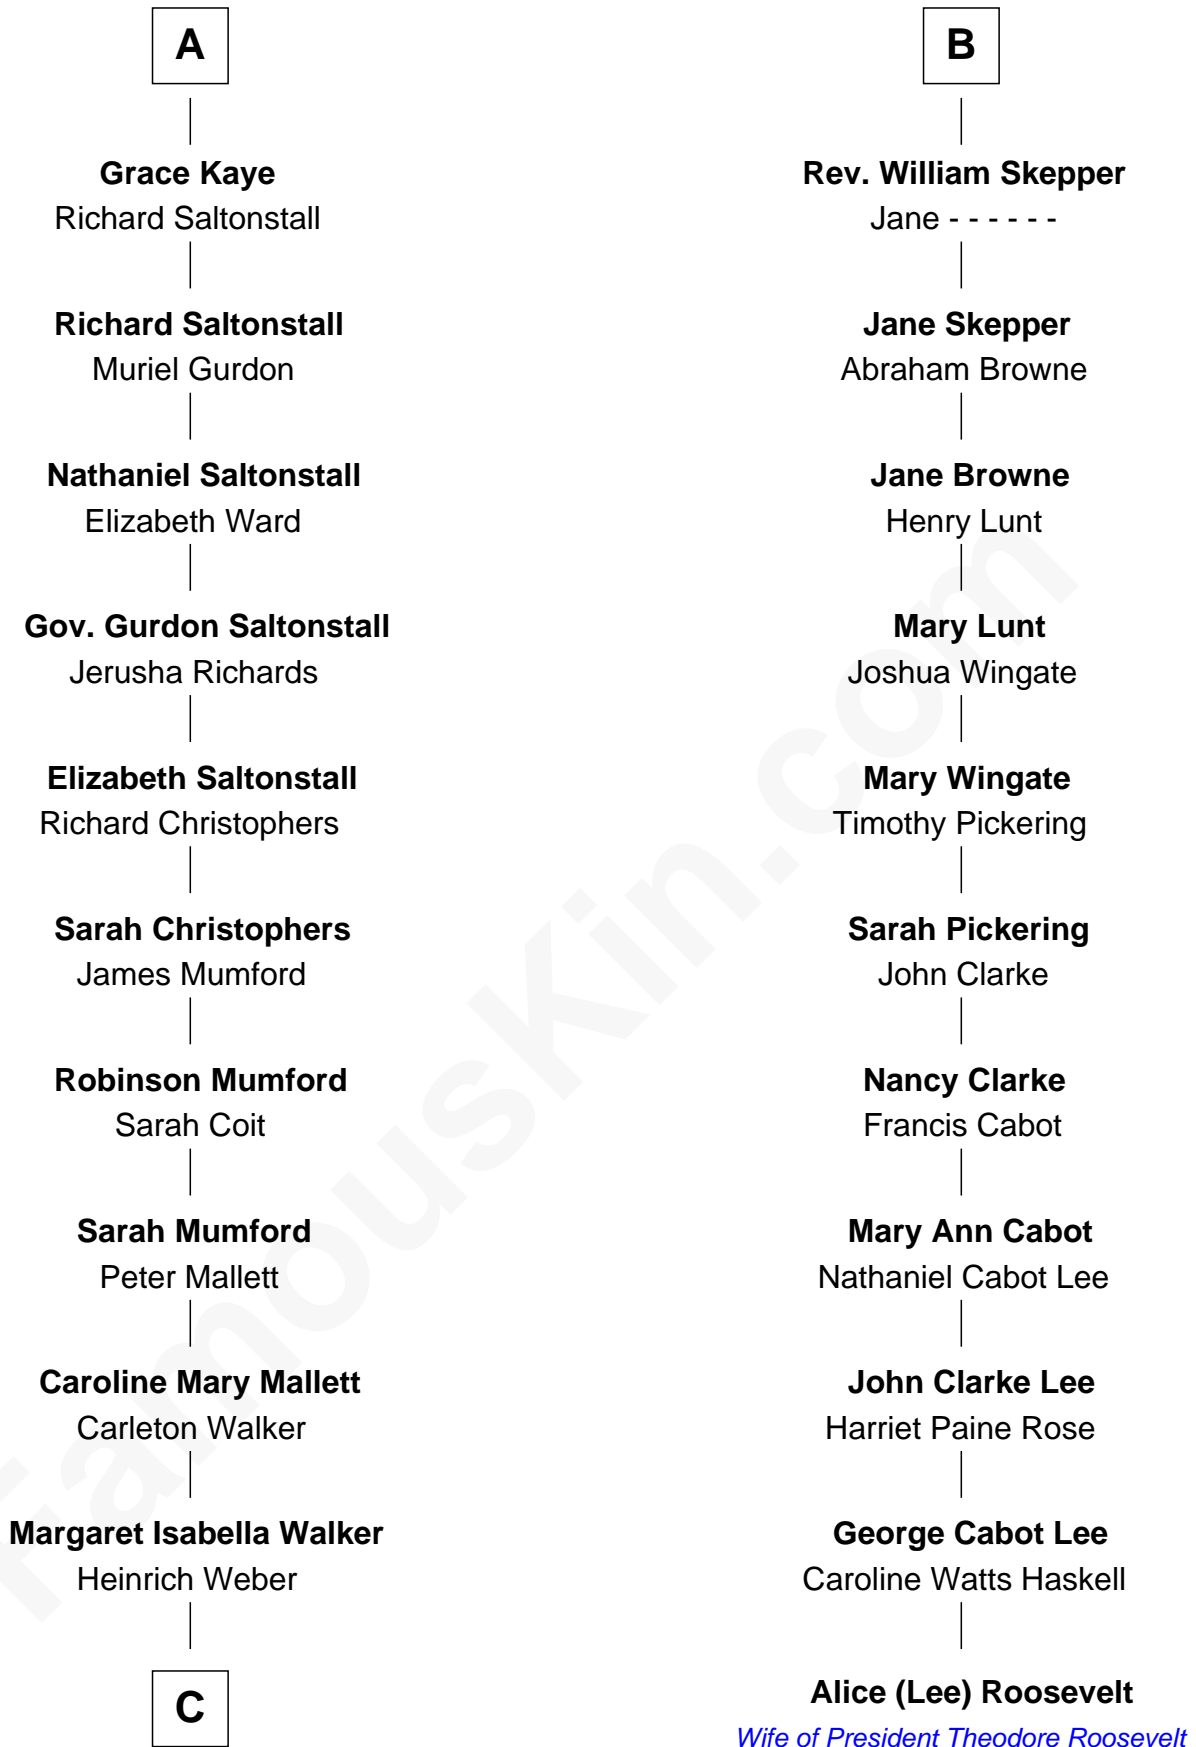 A
Grace Kaye
Richard Saltonstall
Richard Saltonstall
Muriel Gurdon
Nathaniel Saltonstall
Elizabeth Ward
Gov. Gurdon Saltonstall
Jerusha Richards
Elizabeth Saltonstall
Richard Christophers
Sarah Christophers
James Mumford
Robinson Mumford
Sarah Coit
Sarah Mumford
Peter Mallett
Caroline Mary Mallett
Carleton Walker
Margaret Isabella Walker
Heinrich Weber
C
B
Rev. William Skepper
Jane - - - - - -
Jane Skepper
Abraham Browne
Jane Browne
Henry Lunt
Mary Lunt
Joshua Wingate
Mary Wingate
Timothy Pickering
Sarah Pickering
John Clarke
Nancy Clarke
Francis Cabot
Mary Ann Cabot
Nathaniel Cabot Lee
John Clarke Lee
Harriet Paine Rose
George Cabot Lee
Caroline Watts Haskell
Alice (Lee) Roosevelt
Wife of President Theodore Roosevelt
FamousKin.com